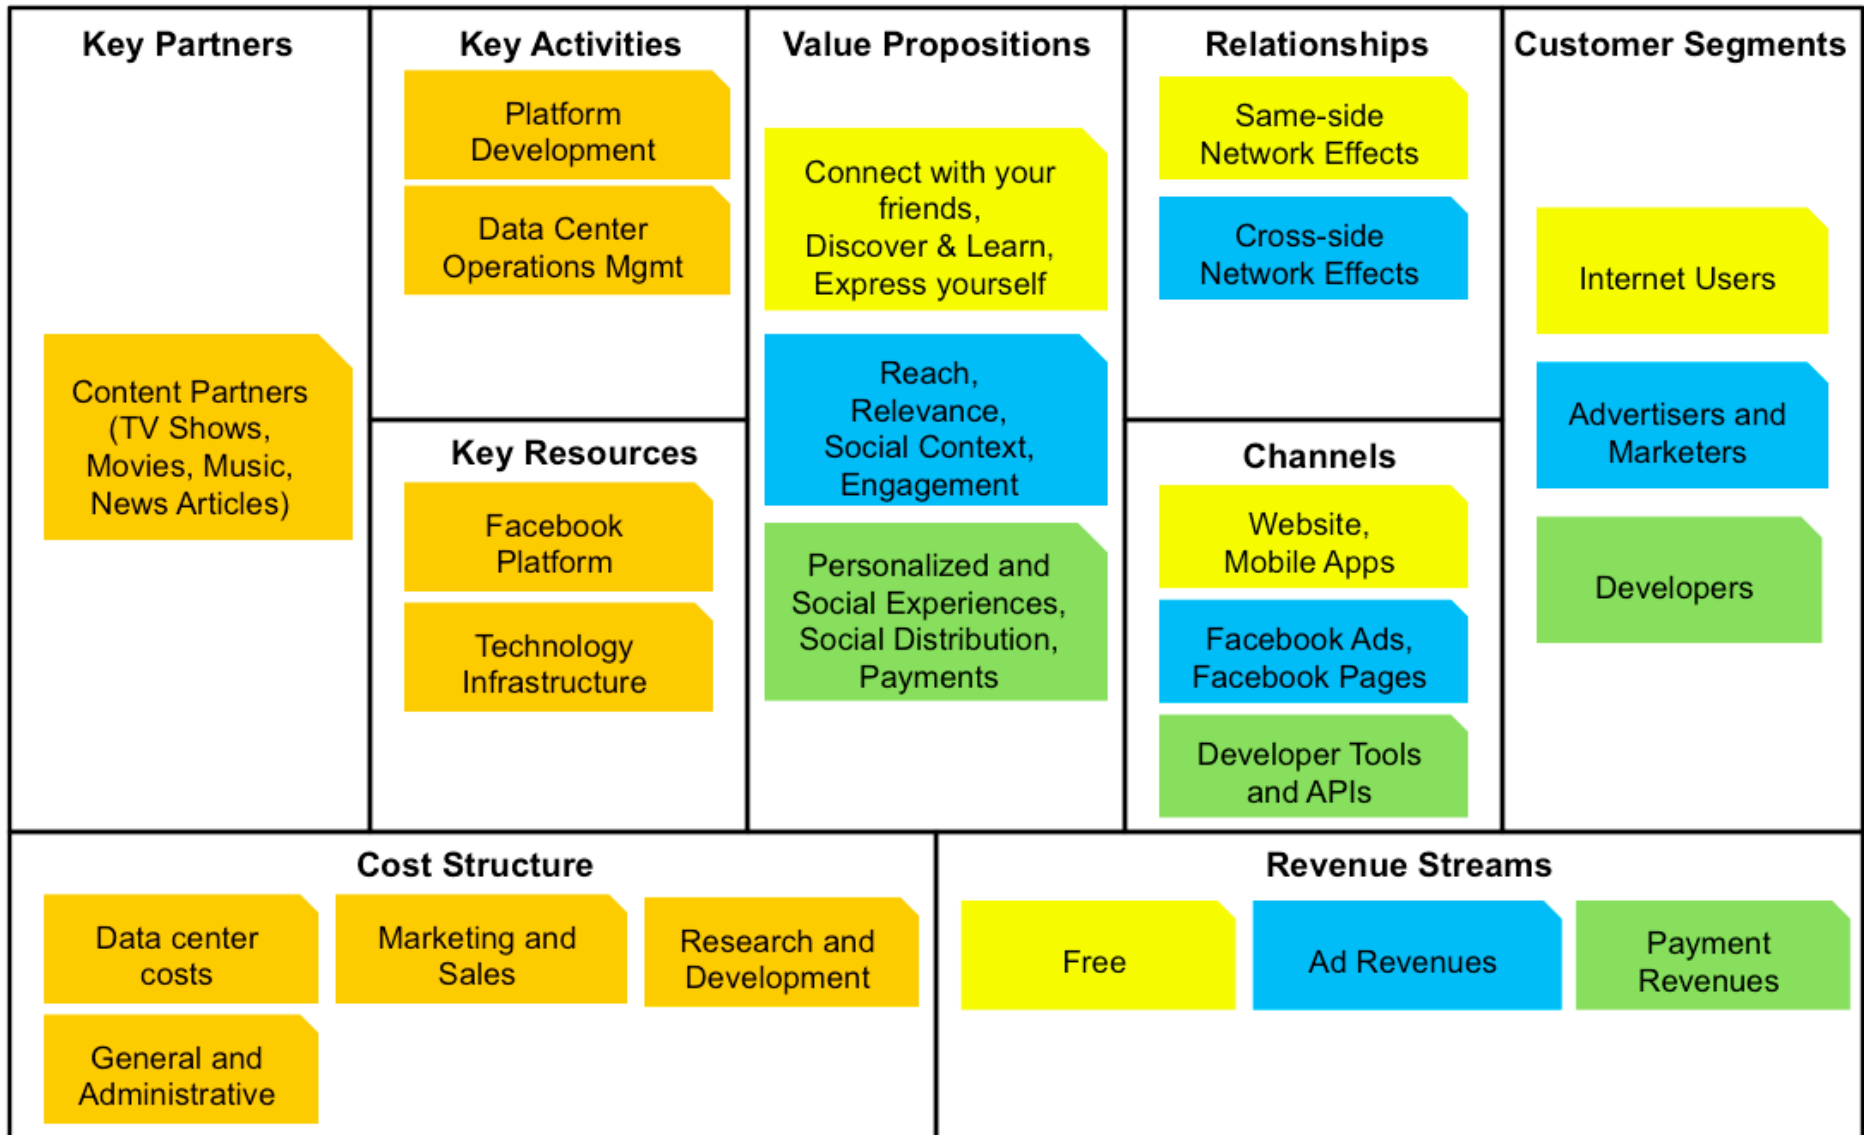 Key Partners
Content Partners
(TV Shows,
Movies, Music,
News Articles)
Key Activities
Platform
Development
Data Center
Operations Mgmt
Key Resources
Facebook
Platform
Technology
Infrastructure
Value Propositions
Connect with your
friends,
Discover & Learn,
Express yourself
Reach,
Relevance,
Social Context,
Engagement
Personalized and
Social Experiences,
Social Distribution,
Payments
Relationships
Same-side
Network Effects
Cross-side
Network Effects
Channels
Website,
Mobile Apps
Facebook Ads,
Facebook Pages
Developer Tools
and APIs
Customer Segments
Internet Users
Advertisers and
Marketers
Developers
Cost Structure
Data center
costs
Marketing and
Sales
Research and
Development
General and
Administrative
Revenue Streams
Free
Ad Revenues
Payment
Revenues